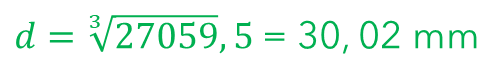 d = ∛27059, 5 = 30, 02 mm